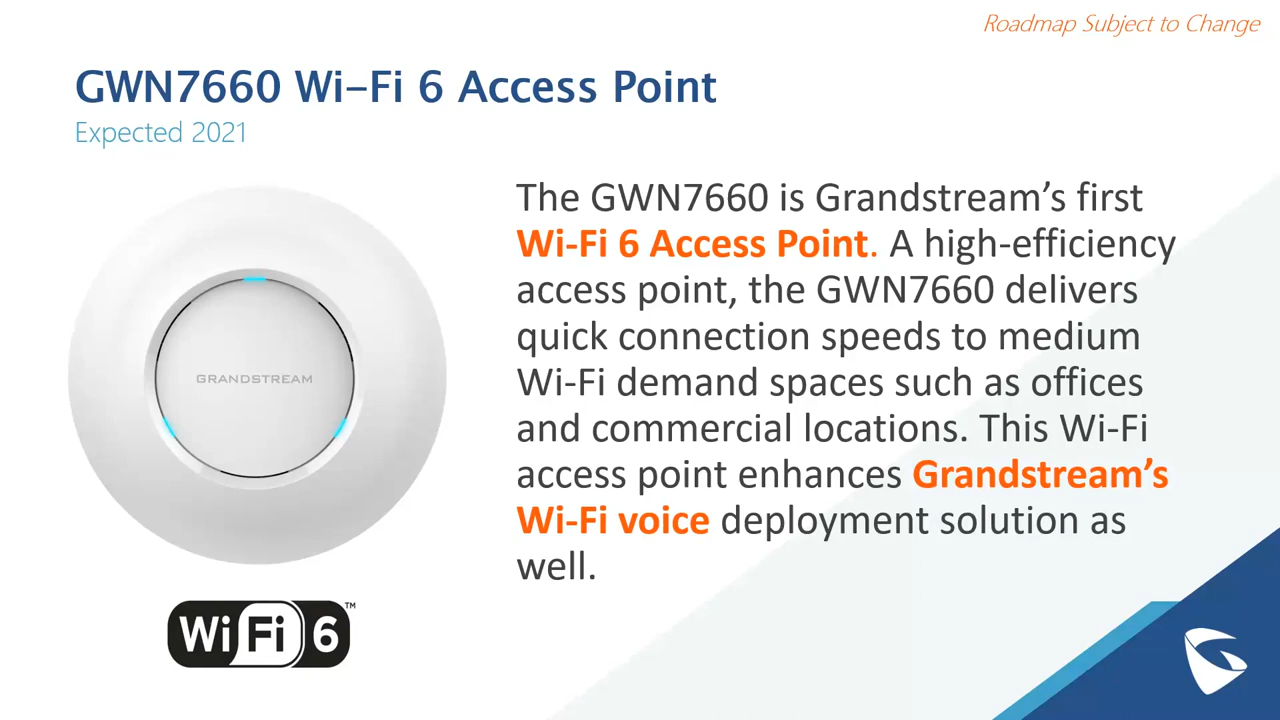 Roadmap Subject to Change
GWN7660 Wi-Fi 6 Access Point
Expected 2021
The GWN7660 is Grandstream’s first
Wi-Fi 6 Access Point. A high-efficiency
access point, the GWN7660 delivers
quick connection speeds to medium
Wi-Fi demand spaces such as offices
and commercial locations. This Wi-Fi
access point enhances Grandstream’s
Wi-Fi voice deployment solution as
well.
GRANDSTREAM
Wi Fi 6 ™